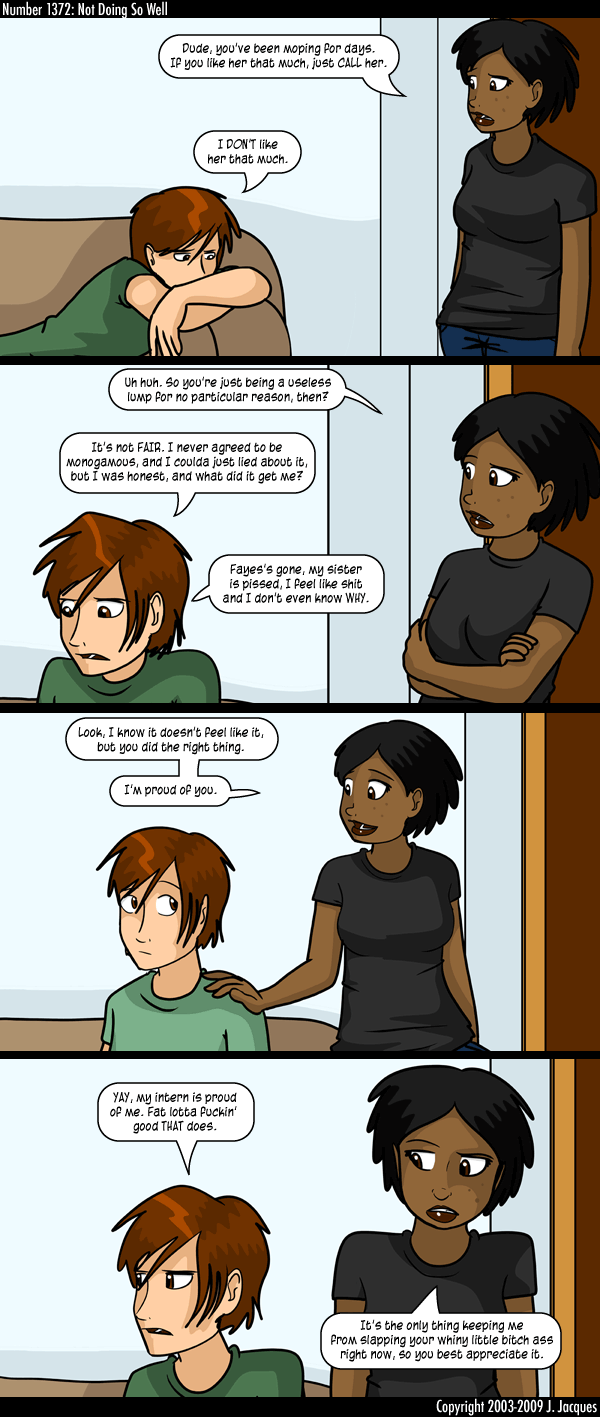 Number 1372: Not Doing So Well
Dude, you've been moping for days.
If you like her that much, just CALL her.
I DON'T like
her that much.
Uh huh. So you're just being a useless
lump for no particular reason, then?
It's not FAIR. I never agreed to be
monogamous, and I coulda just lied about it,
but I was honest, and what did it get me?
Fayes's gone, my sister
is pissed, I feel like shit
and I don't even know WHY.
Look, I know it doesn't feel like it,
but you did the right thing.
I'm proud of you.
YAY, my intern is proud
of me. Fat lotta fuckin'
good THAT does.
It's the only thing keeping me
from slapping your whiny little bitch ass
right now, so you best appreciate it.
Copyright 2003-2009 J. Jacques